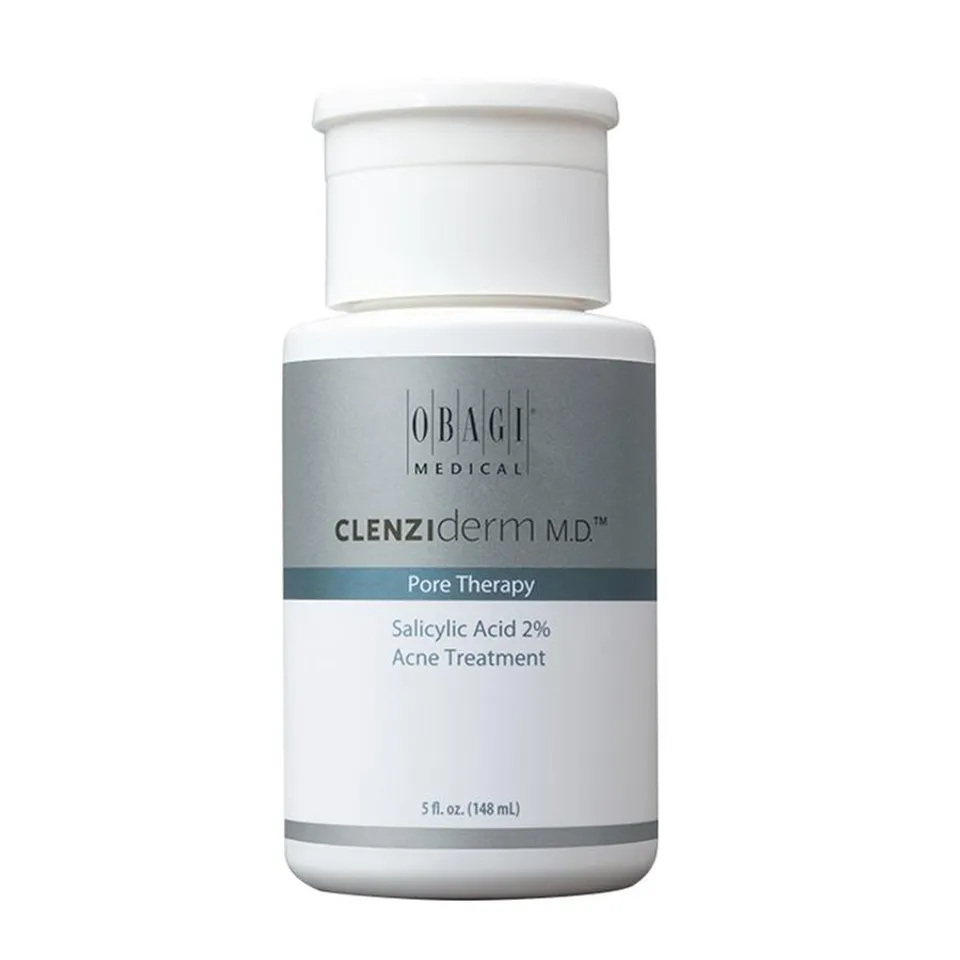 OBAGI®
MEDICAL
CLENZIderm M.D.™
Pore Therapy
Salicylic Acid 2%
Acne Treatment
5 fl. oz. (148 mL)